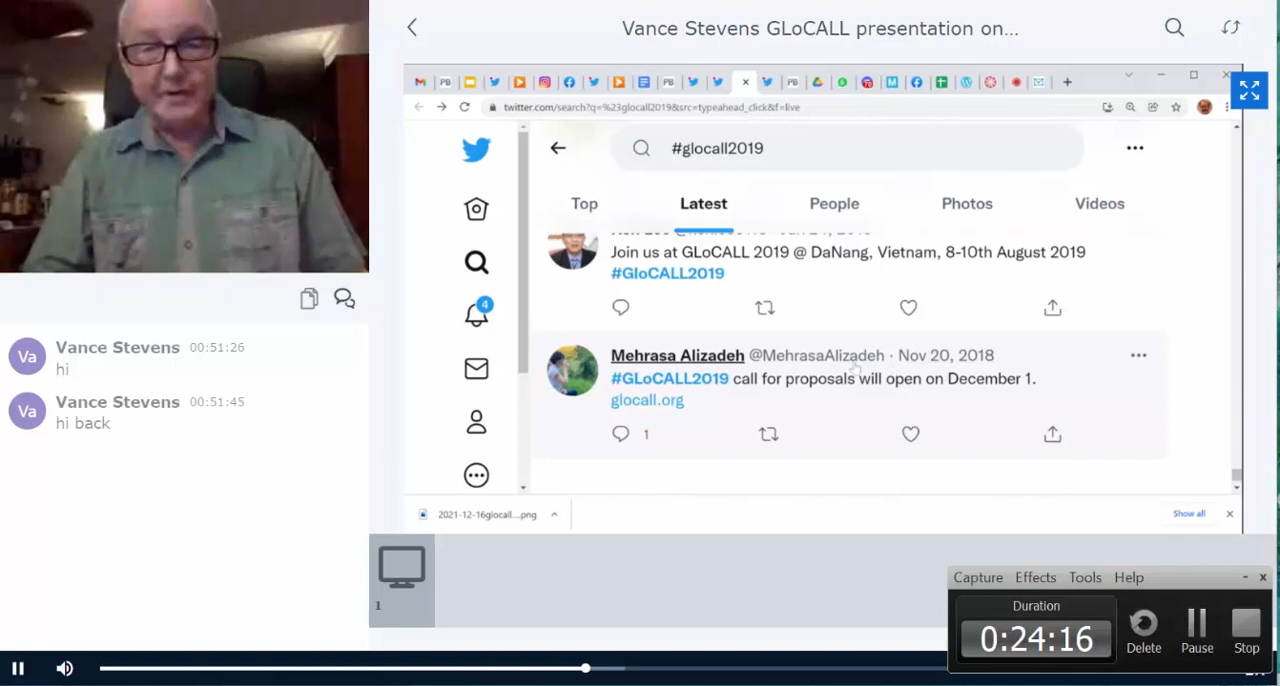 Vance Stevens GLoCALL presentation on...
twitter.com/search?q=%23glocall2019&src=typeahead_click&f=live
#glocall2019
Top Latest People Photos Videos
Join us at GLoCALL 2019 @ DaNang, Vietnam, 8-10th August 2019
#GloCALL2019
4
Mehrasa Alizadeh @MehrasaAlizadeh · Nov 20, 2018
#GLoCALL2019 call for proposals will open on December 1.
glocall.org
1
2021-12-16glocall....png
Show all
Va
Vance Stevens 00:51:26
hi
Va
Vance Stevens 00:51:45
hi back
1
Capture Effects Tools Help
Duration
0:24:16
Delete Pause Stop